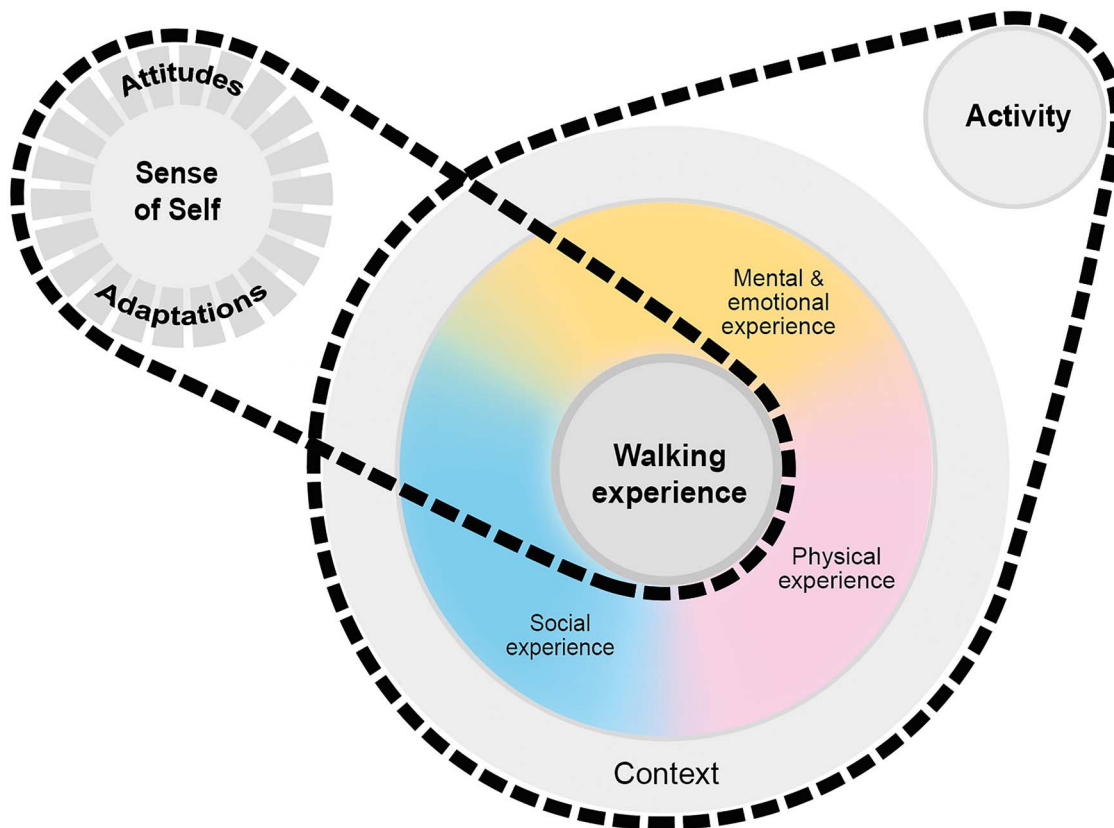 Attitudes
Sense
of Self
Adaptations
Activity
Mental &
emotional
experience
Walking
experience
Physical
experience
Social
experience
Context